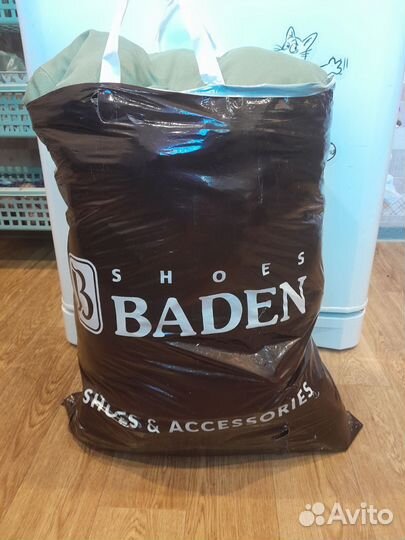 SHOES
B BADEN
SHOES & ACCESSORIES
Avito